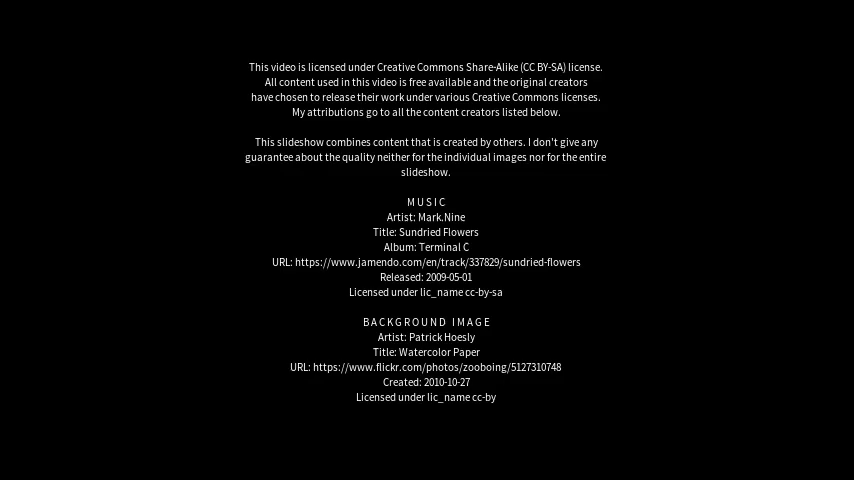 This video is licensed under Creative Commons Share-Alike (CC BY-SA) license.
All content used in this video is free available and the original creators
have chosen to release their work under various Creative Commons licenses.
My attributions go to all the content creators listed below.
This slideshow combines content that is created by others. I don't give any
guarantee about the quality neither for the individual images nor for the entire
slideshow.
MUSIC
Artist: Mark.Nine
Title: Sundried Flowers
Album: Terminal C
URL: https://www.jamendo.com/en/track/337829/sundried-flowers
Released: 2009-05-01
Licensed under lic_name cc-by-sa
BACKGROUND IMAGE
Artist: Patrick Hoesly
Title: Watercolor Paper
URL: https://www.flickr.com/photos/zooboing/5127310748
Created: 2010-10-27
Licensed under lic_name cc-by